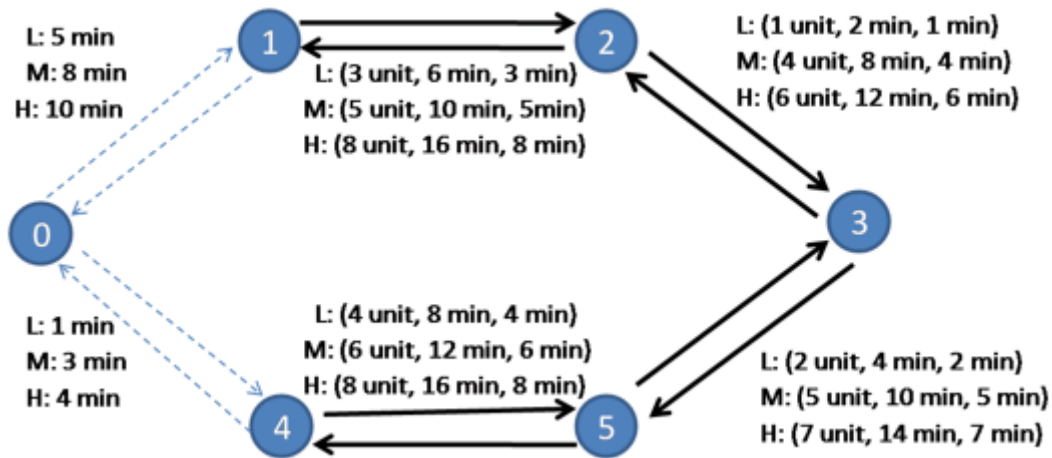 L: 5 min
M: 8 min
H: 10 min
1
2
L: (3 unit, 6 min, 3 min)
M: (5 unit, 10 min, 5min)
H: (8 unit, 16 min, 8 min)
L: (1 unit, 2 min, 1 min)
M: (4 unit, 8 min, 4 min)
H: (6 unit, 12 min, 6 min)
0
3
L: 1 min
M: 3 min
H: 4 min
L: (4 unit, 8 min, 4 min)
M: (6 unit, 12 min, 6 min)
H: (8 unit, 16 min, 8 min)
4
5
L: (2 unit, 4 min, 2 min)
M: (5 unit, 10 min, 5 min)
H: (7 unit, 14 min, 7 min)